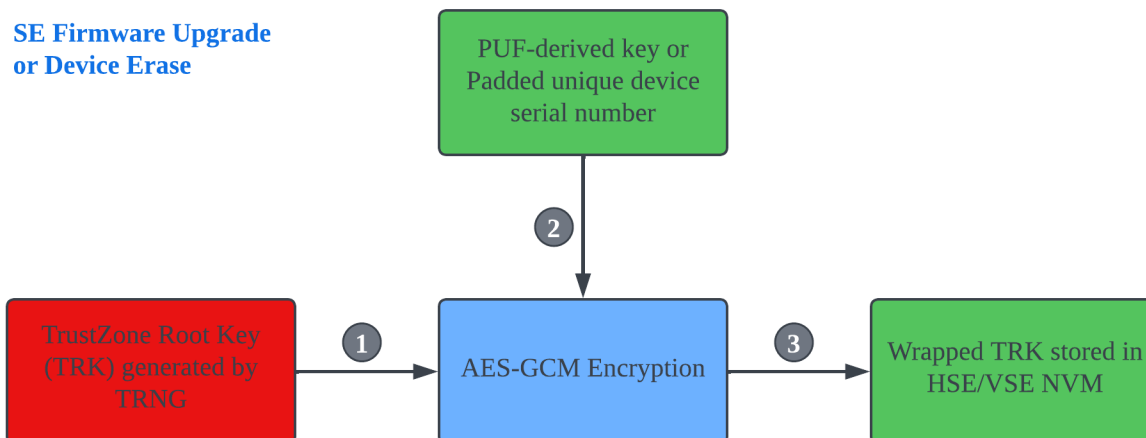 SE Firmware Upgrade
or Device Erase
PUF-derived key or
Padded unique device
serial number
2
TrustZone Root Key
(TRK) generated by
TRNG
1
AES-GCM Encryption
3
Wrapped TRK stored in
HSE/VSE NVM